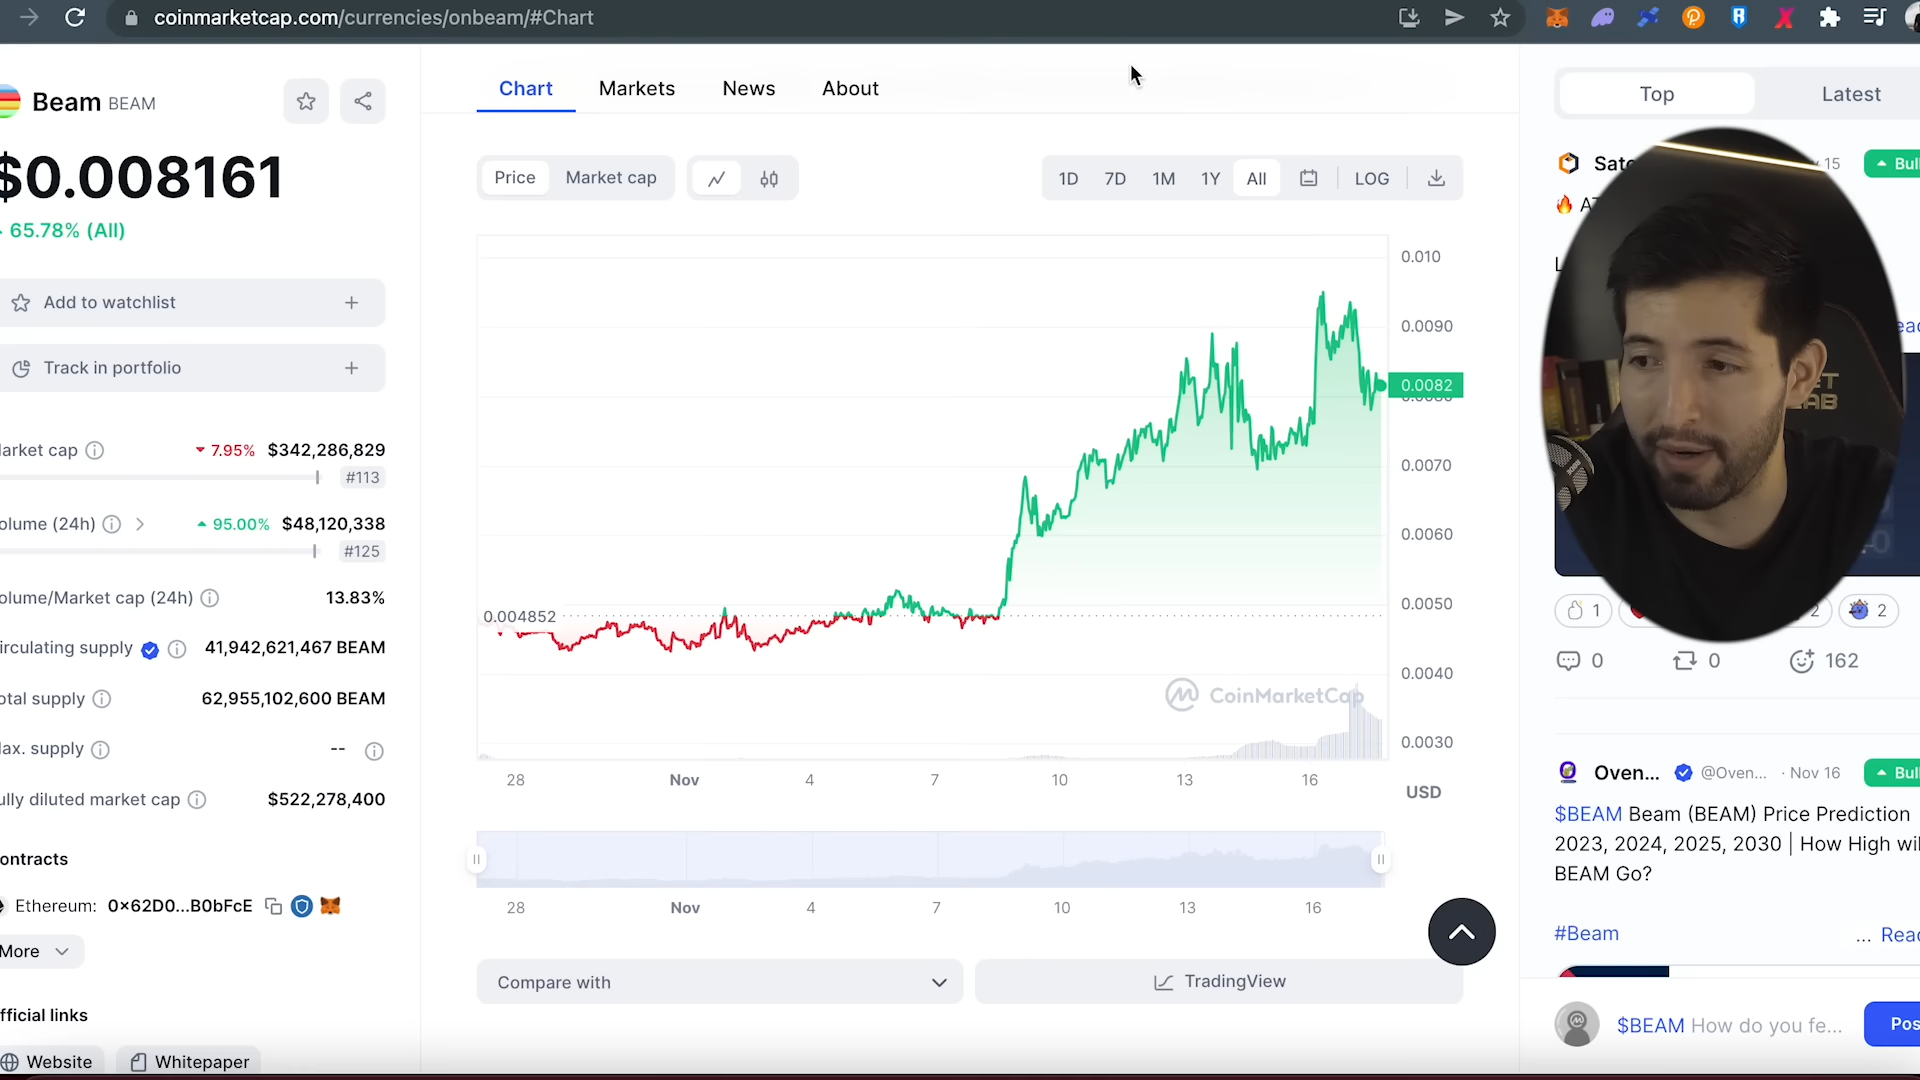 coinmarketcap.com/currencies/onbeam/#Chart
Beam BEAM
$0.008161
65.78% (All)
Add to watchlist
Track in portfolio
arket cap 7.95% $342,286,829
#113
olume (24h) 95.00% $48,120,338
#125
olume/Market cap (24h) 13.83%
irculating supply 41,942,621,467 BEAM
otal supply 62,955,102,600 BEAM
ax. supply --
ully diluted market cap $522,278,400
ontracts
Ethereum: 0x62D0...B0bFcE
More
fficial links
Website Whitepaper
Chart Markets News About
Price Market cap
1D 7D 1M 1Y All LOG
0.010
0.0090
0.0082
0.0080
0.0070
0.0060
0.0050
0.0040
0.0030
0.004852
CoinMarketCap
28 Nov 4 7 10 13 16
USD
28 Nov 4 7 10 13 16
Compare with
TradingView
Top Latest
Sate 15 Bul
1 2 2
0 0 162
Oven... @Oven... · Nov 16 Bul
$BEAM Beam (BEAM) Price Prediction
2023, 2024, 2025, 2030 | How High wi
BEAM Go?
#Beam ... Rea
$BEAM How do you fe...
Pos